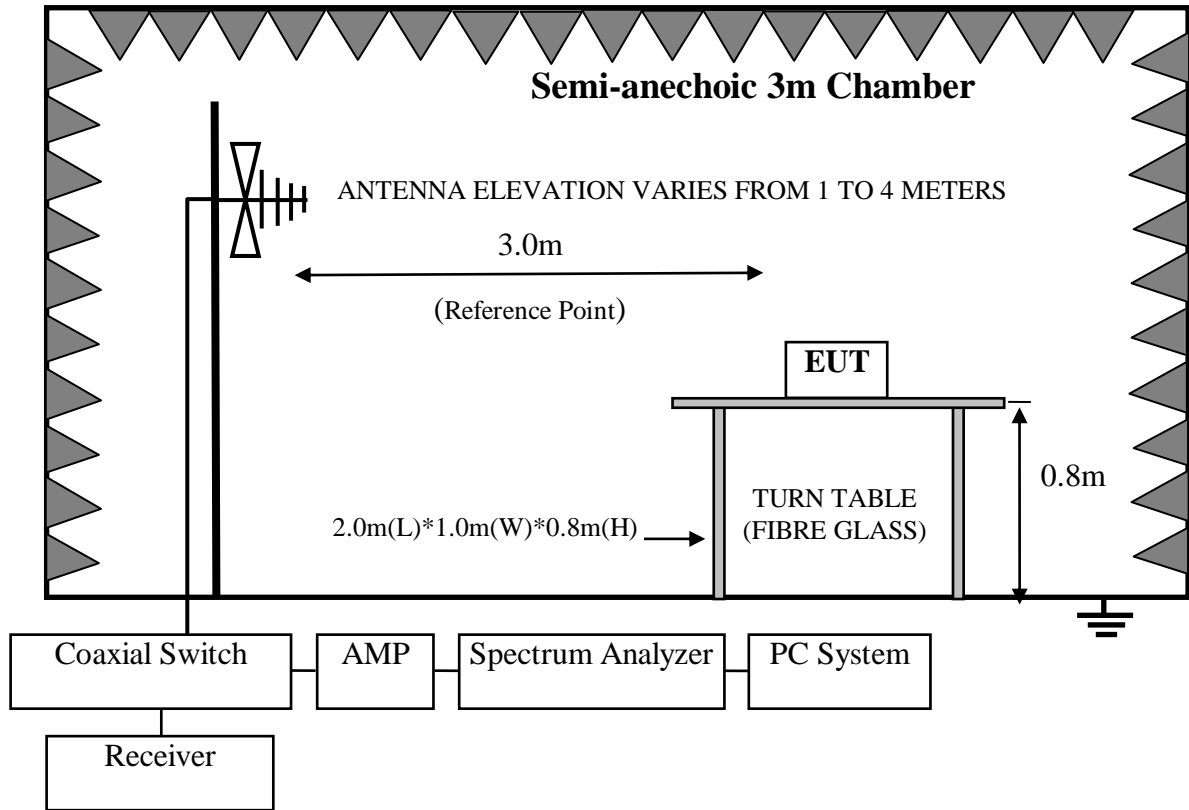 Semi-anechoic 3m Chamber
ANTENNA ELEVATION VARIES FROM 1 TO 4 METERS
3.0m
(Reference Point)
EUT
0.8m
TURN TABLE
2.0m(L)*1.0m(W)*0.8m(H)
(FIBRE GLASS)
Coaxial Switch
AMP
Spectrum Analyzer
PC System
Receiver